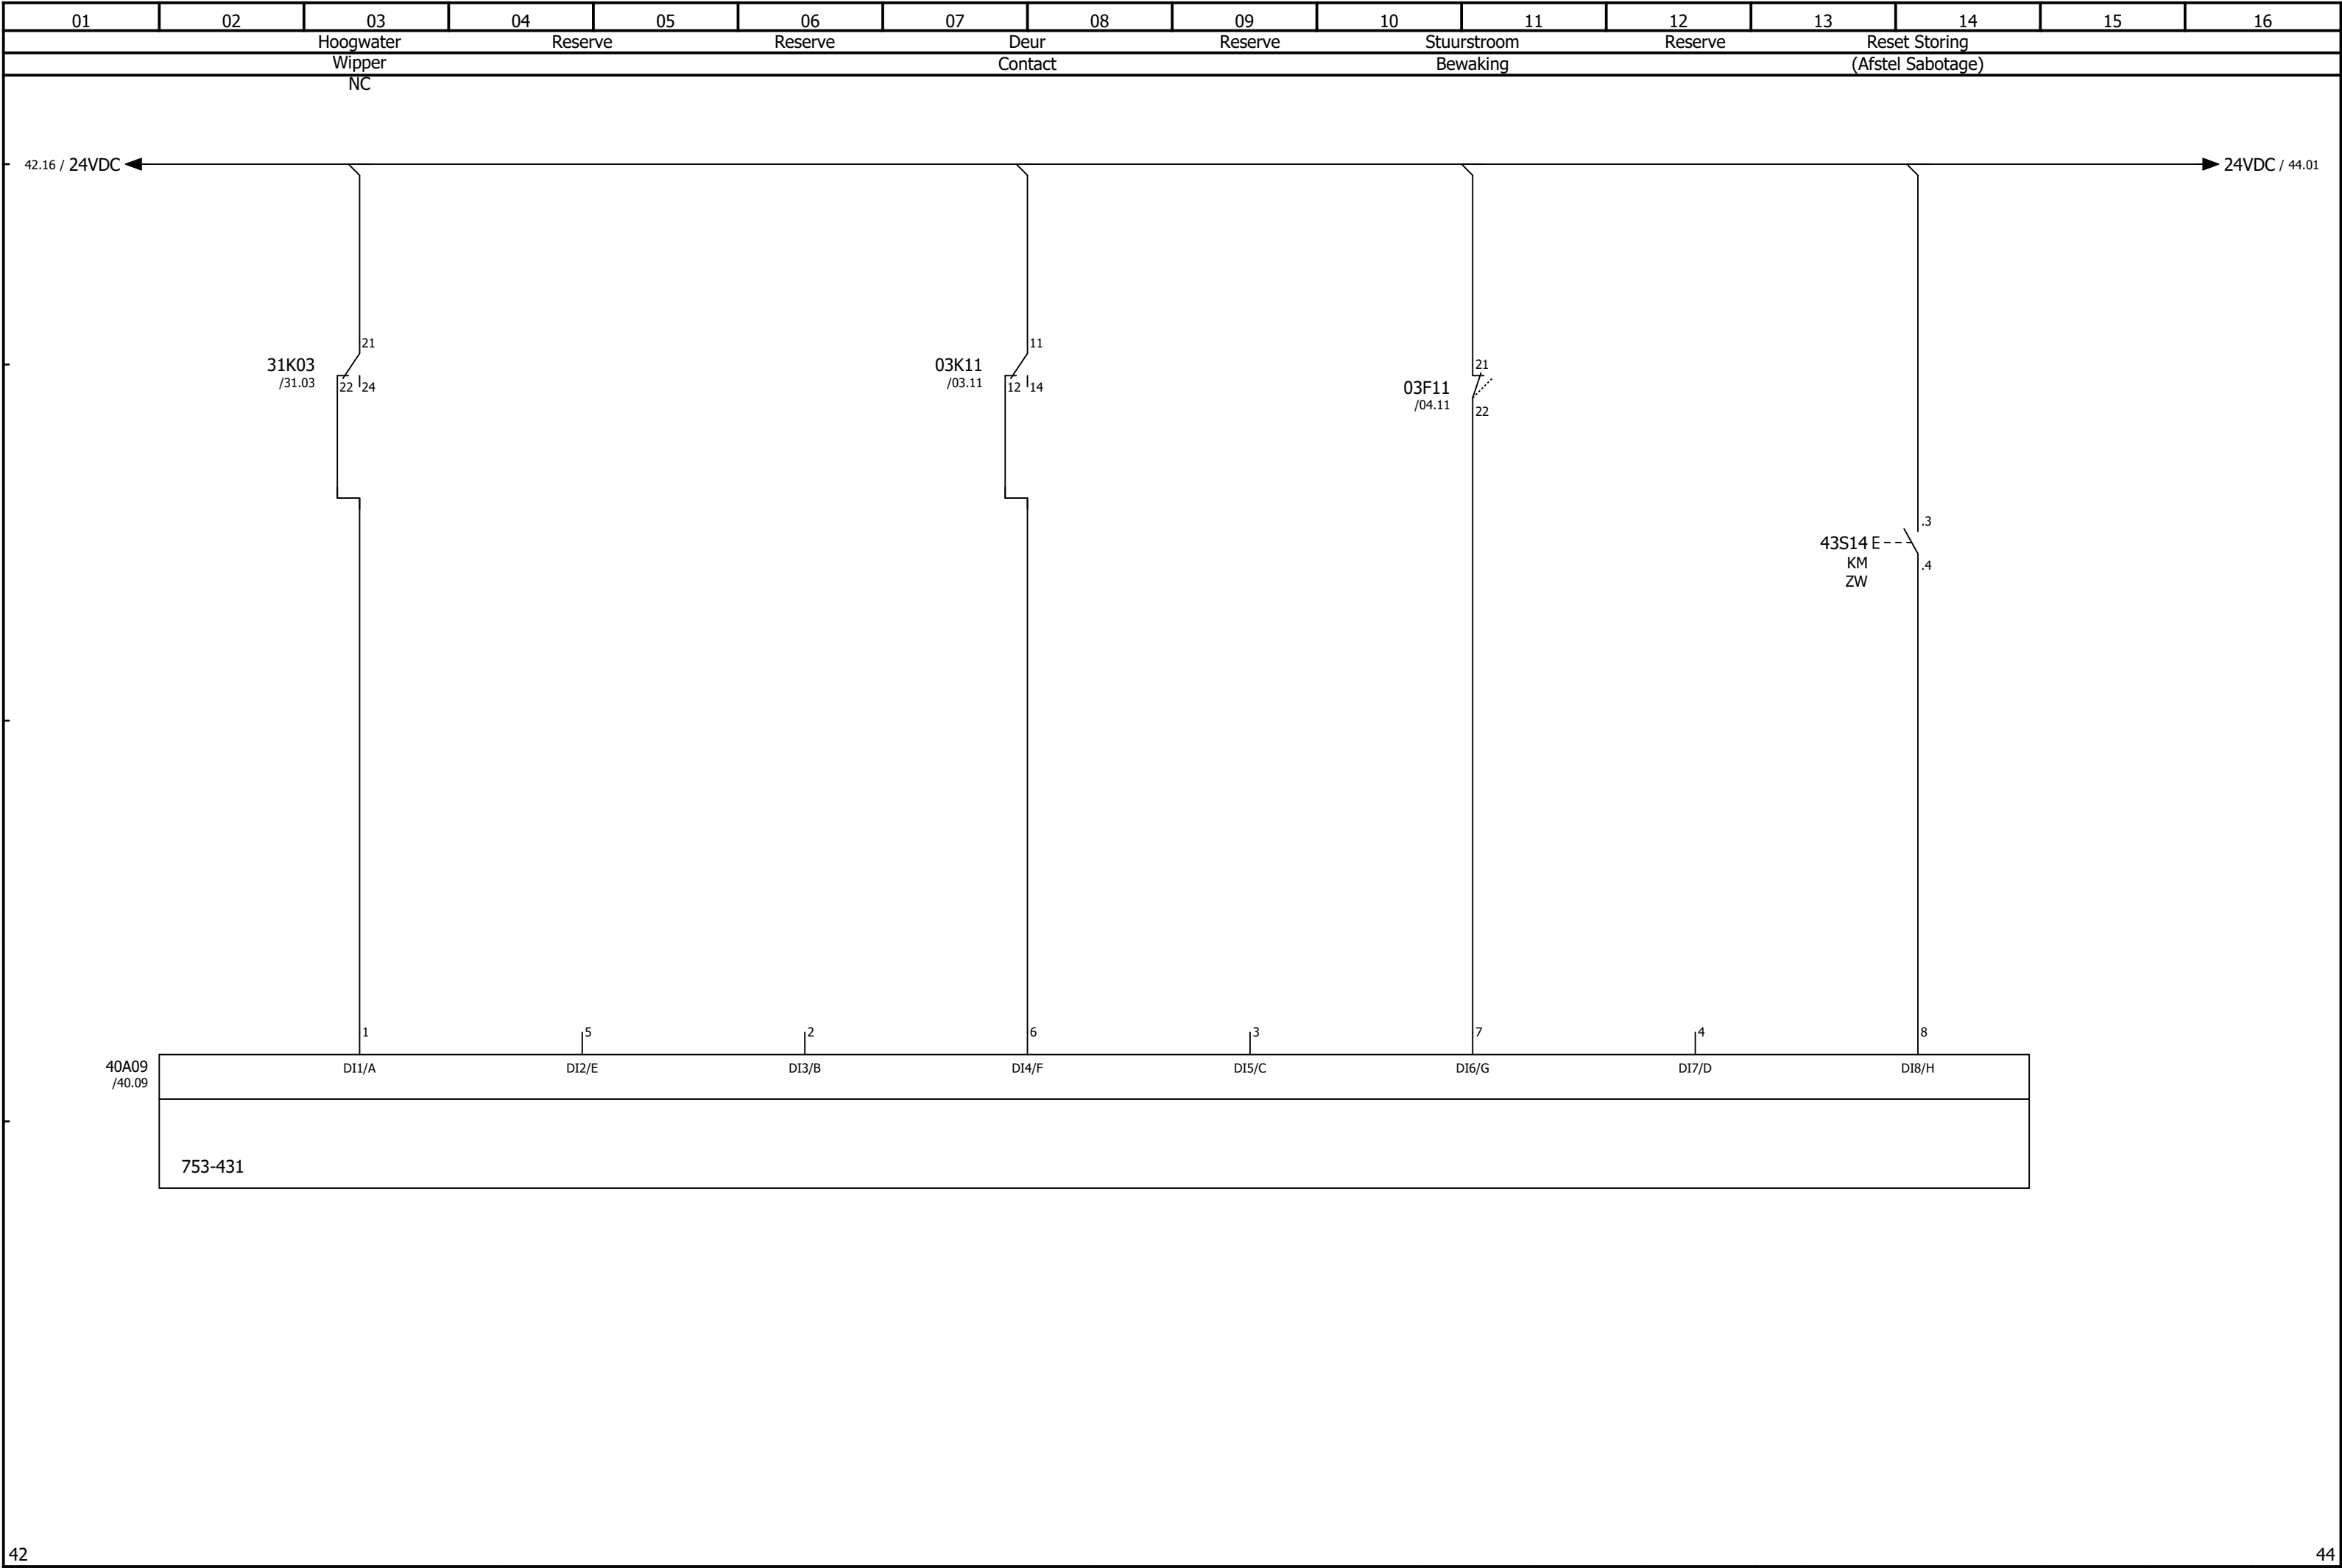 01 02 03 04 05 06 07 08 09 10 11 12 13 14 15 16
Hoogwater Reserve Reserve Deur Reserve Stuurstroom Reserve Reset Storing
Wipper Contact Bewaking (Afstel Sabotage)
NC
42.16 / 24VDC 24VDC / 44.01
21 11
31K03 03K11 21
/31.03 22 24 /03.11 12 14 03F11
/04.11 22
.3
43S14 E
KM .4
ZW
1 5 2 6 3 7 4 8
40A09 DI1/A DI2/E DI3/B DI4/F DI5/C DI6/G DI7/D DI8/H
/40.09
753-431
42 44